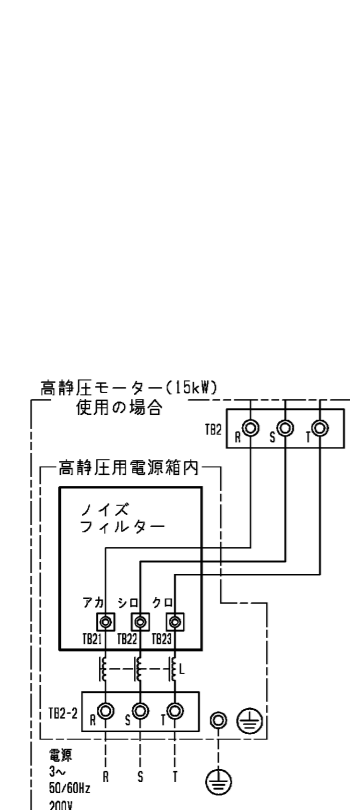 高静圧モーター(15kW)
使用の場合
TB2
R S T
高静圧用電源箱内
ノイズ
フィルター
アカ シロ クロ
TB21 TB22 TB23
L
TB2-2
R S T
電源
3~
50/60Hz
200V
R S T